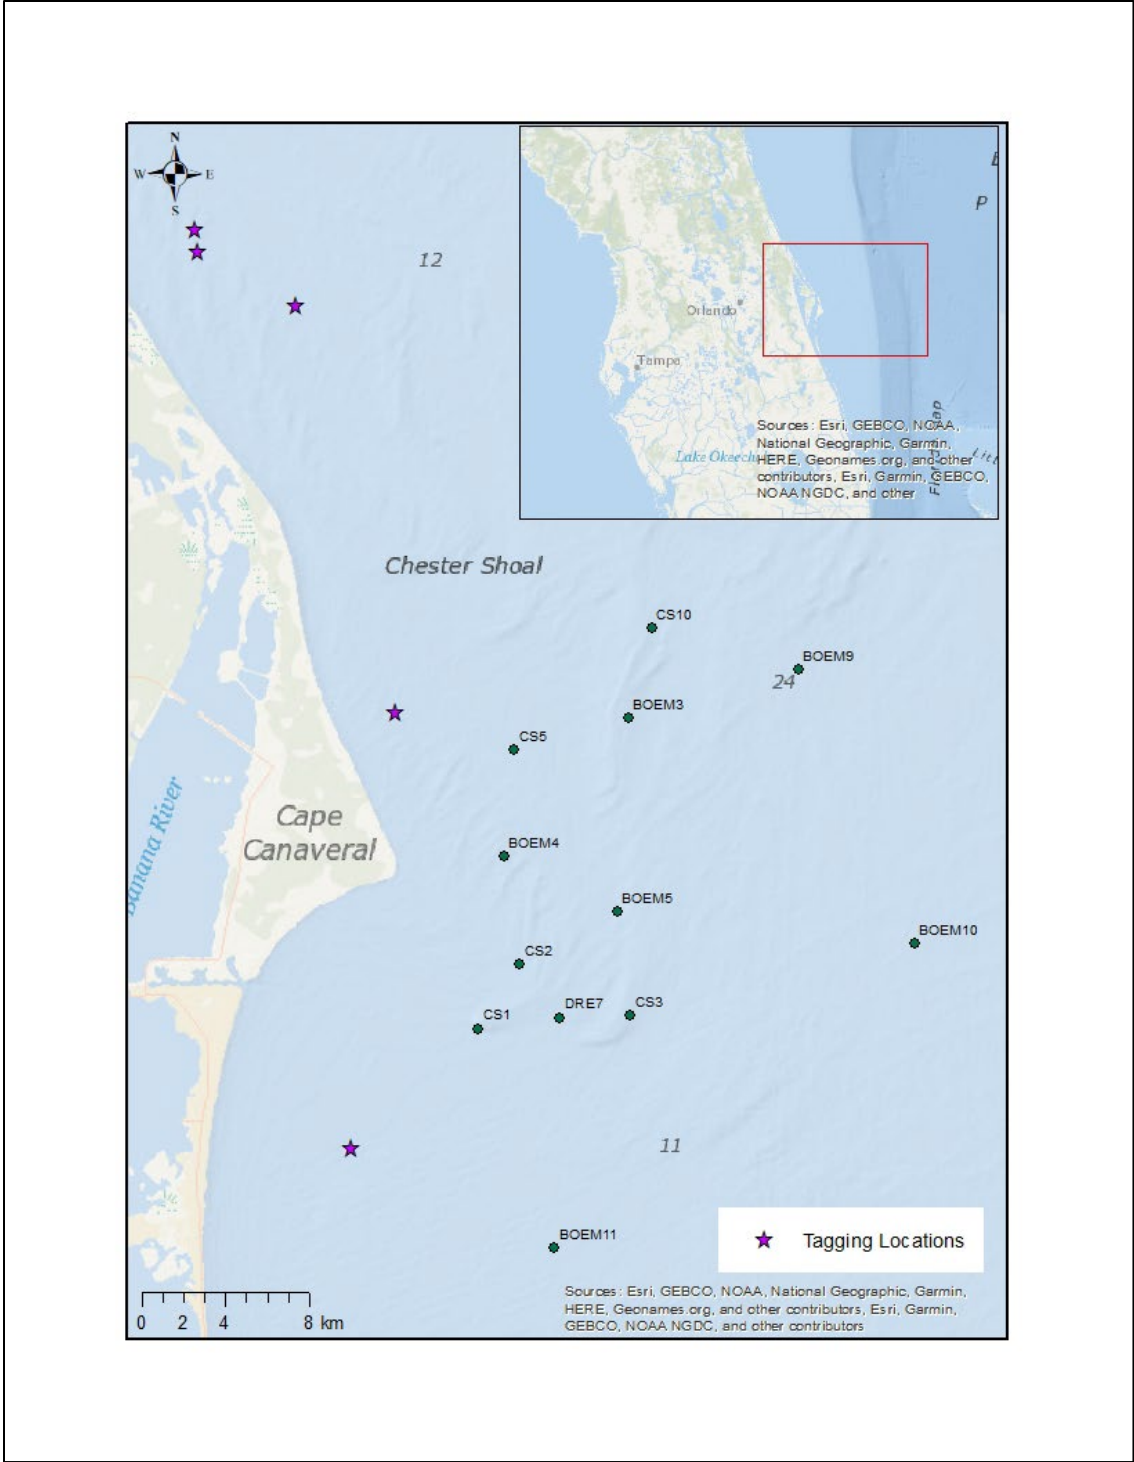 N
W E
S
12
E
P
Orlando
Tampa
Lake Okeech
Sources: Esri, GEBCO, NOAA,
National Geographic, Garmin,
HERE, Geonames.org, and other
contributors, Esri, Garmin, GEBCO,
NOAA NGDC, and other
Chester Shoal
CS10
BOEM9
24
BOEM3
CS5
Cape
Canaveral
Banana River
BOEM4
BOEM5
BOEM10
CS2
CS1
DRE7
CS3
11
BOEM11
Tagging Locations
0 2 4 8 km
Sources: Esri, GEBCO, NOAA, National Geographic, Garmin,
HERE, Geonames.org, and other contributors, Esri, Garmin,
GEBCO, NOAA NGDC, and other contributors